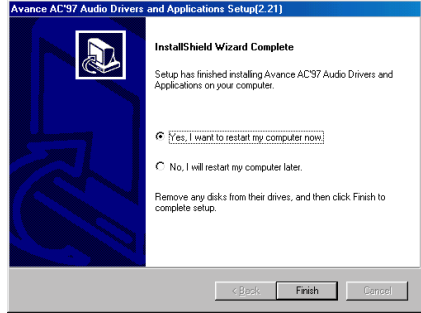 Avance AC'97 Audio Drivers and Applications Setup(2.21)
InstallShield Wizard Complete
Setup has finished installing Avance AC'97 Audio Drivers and
Applications on your computer.
Yes, I want to restart my computer now.
No, I will restart my computer later.
Remove any disks from their drives, and then click Finish to
complete setup.
< Back Finish Cancel